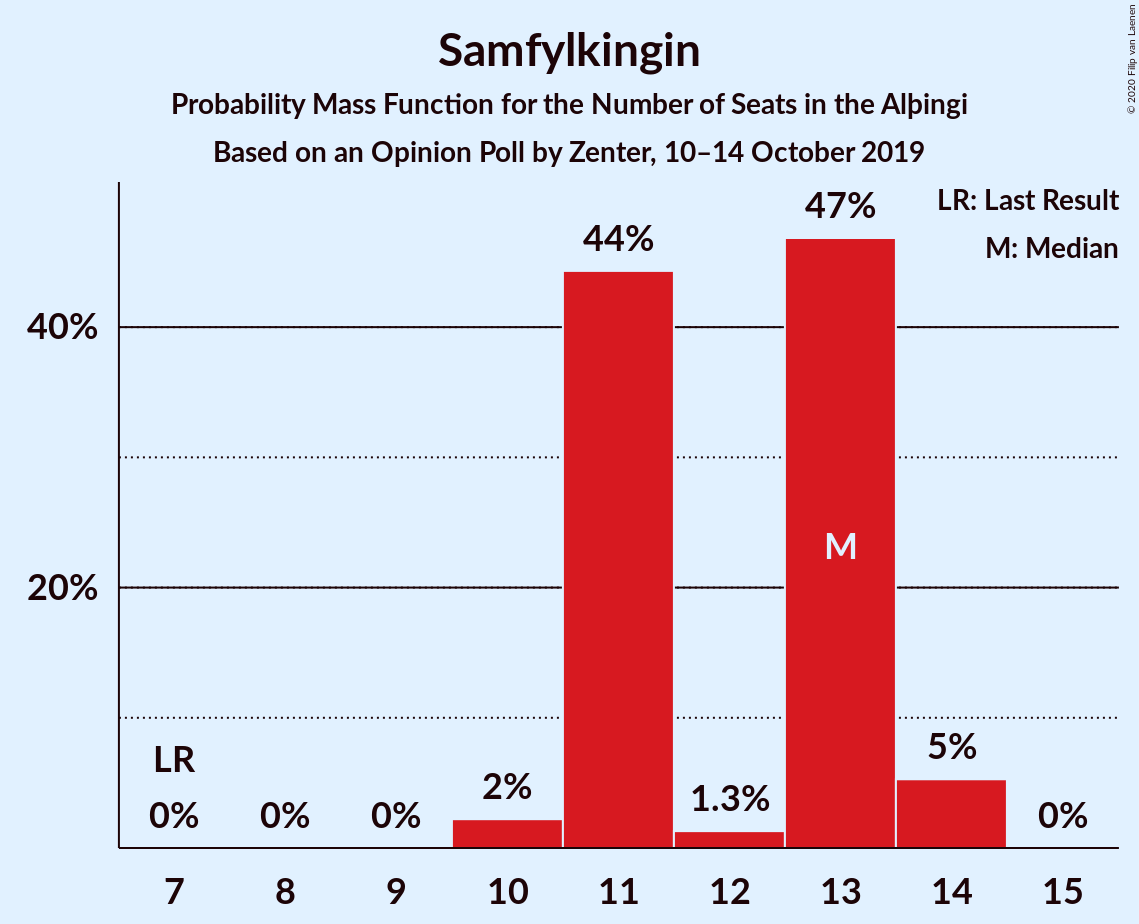 Samfylkingin
Probability Mass Function for the Number of Seats in the Alþingi
Based on an Opinion Poll by Zenter, 10–14 October 2019
© 2020 Filip van Laenen
LR: Last Result
M: Median
47%
44%
40%
M
20%
LR
5%
2%
1.3%
0% 0% 0% 0%
7 8 9 10 11 12 13 14 15